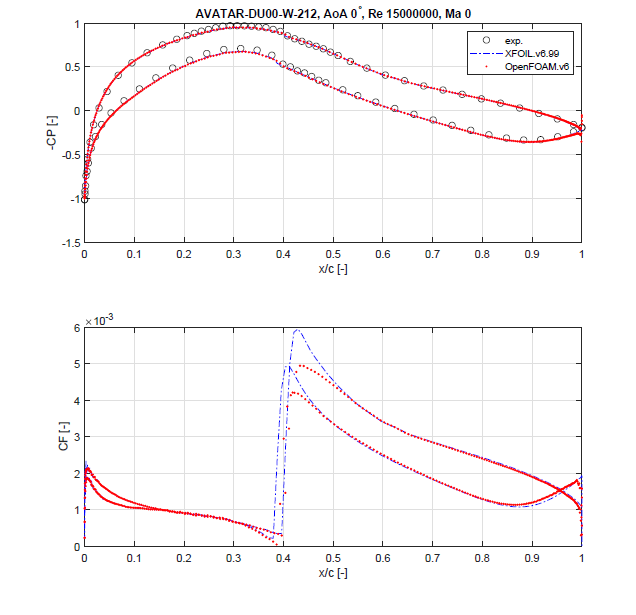 AVATAR-DU00-W-212, AoA 0°, Re 15000000, Ma 0
1
0.5
0
-0.5
-1
-1.5
-CP [-]
exp.
XFOIL.v6.99
OpenFOAM.v6
0 0.1 0.2 0.3 0.4 0.5 0.6 0.7 0.8 0.9 1
x/c [-]
×10⁻³
6
5
4
3
2
1
0
CF [-]
0 0.1 0.2 0.3 0.4 0.5 0.6 0.7 0.8 0.9 1
x/c [-]